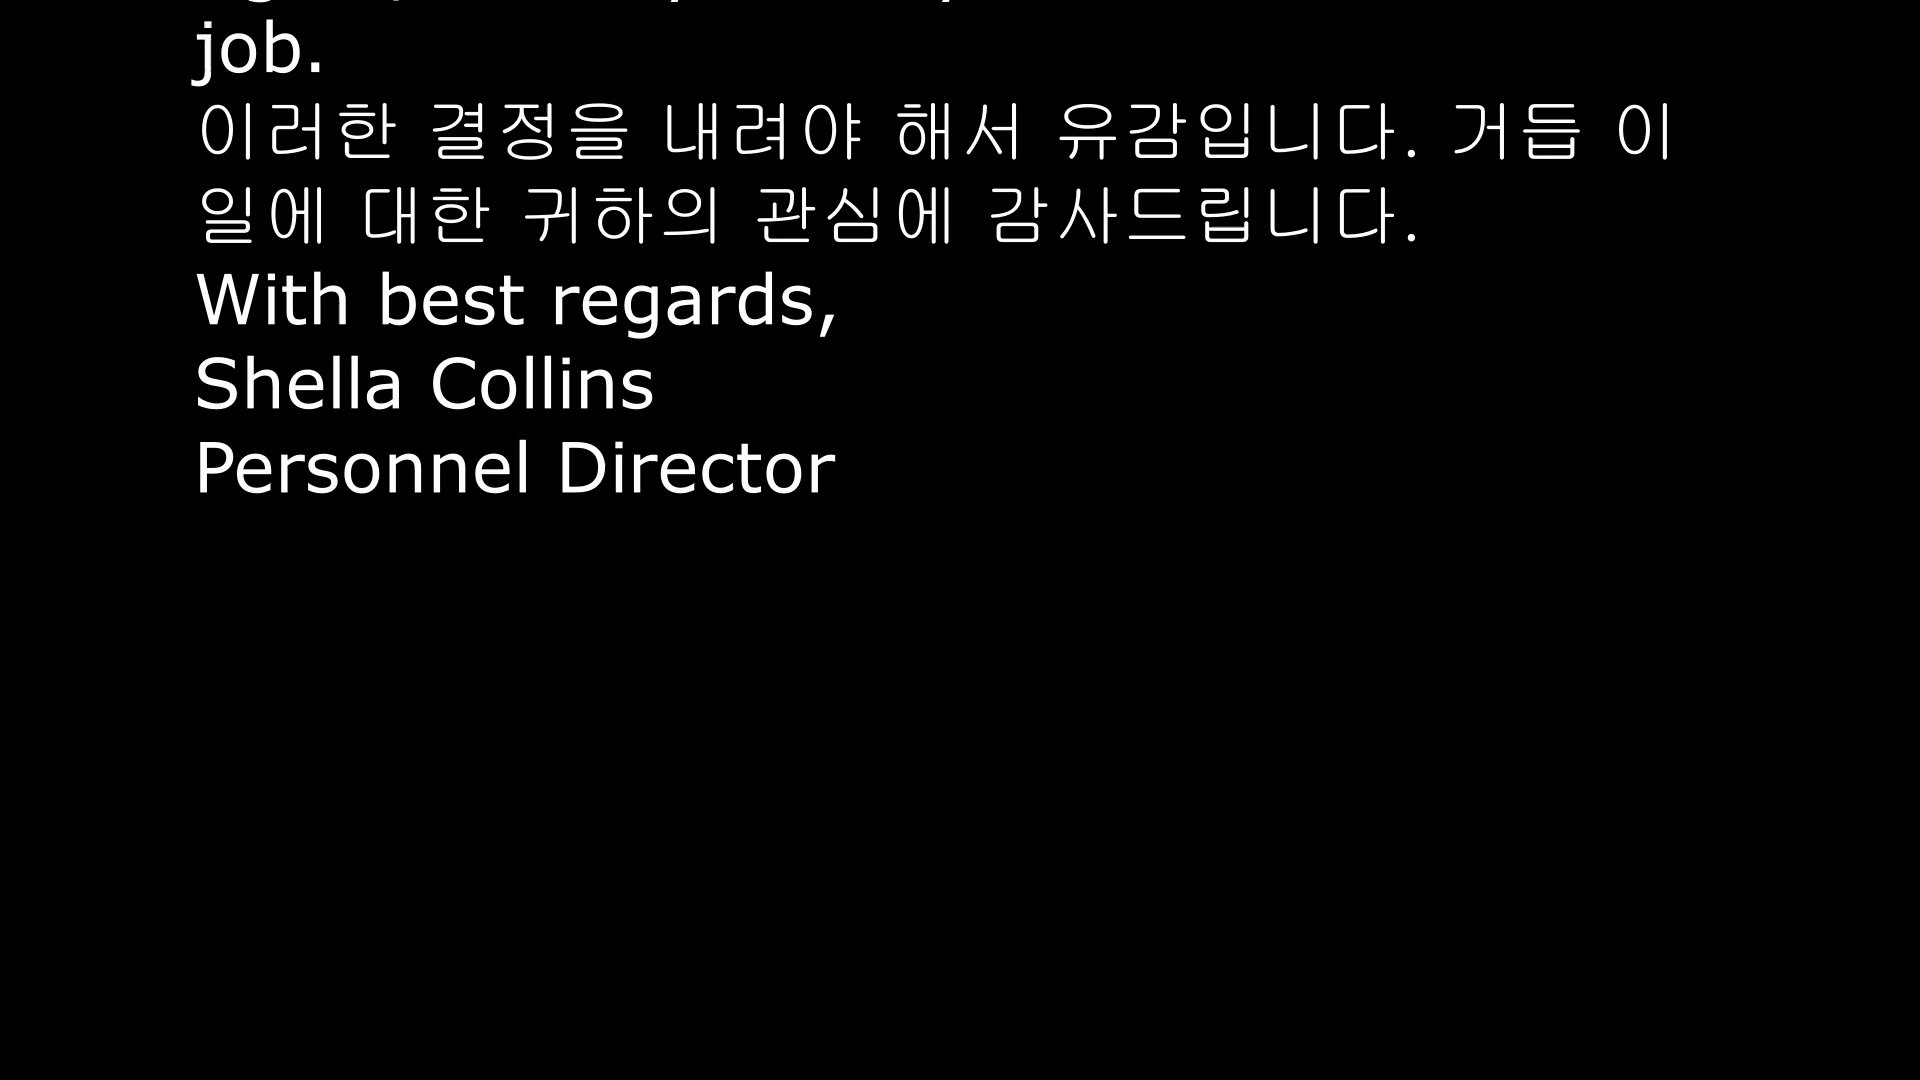 job.
이러한 결정을 내려야 해서 유감입니다. 거듭 이
일에 대한 귀하의 관심에 감사드립니다.
With best regards,
Shella Collins
Personnel Director